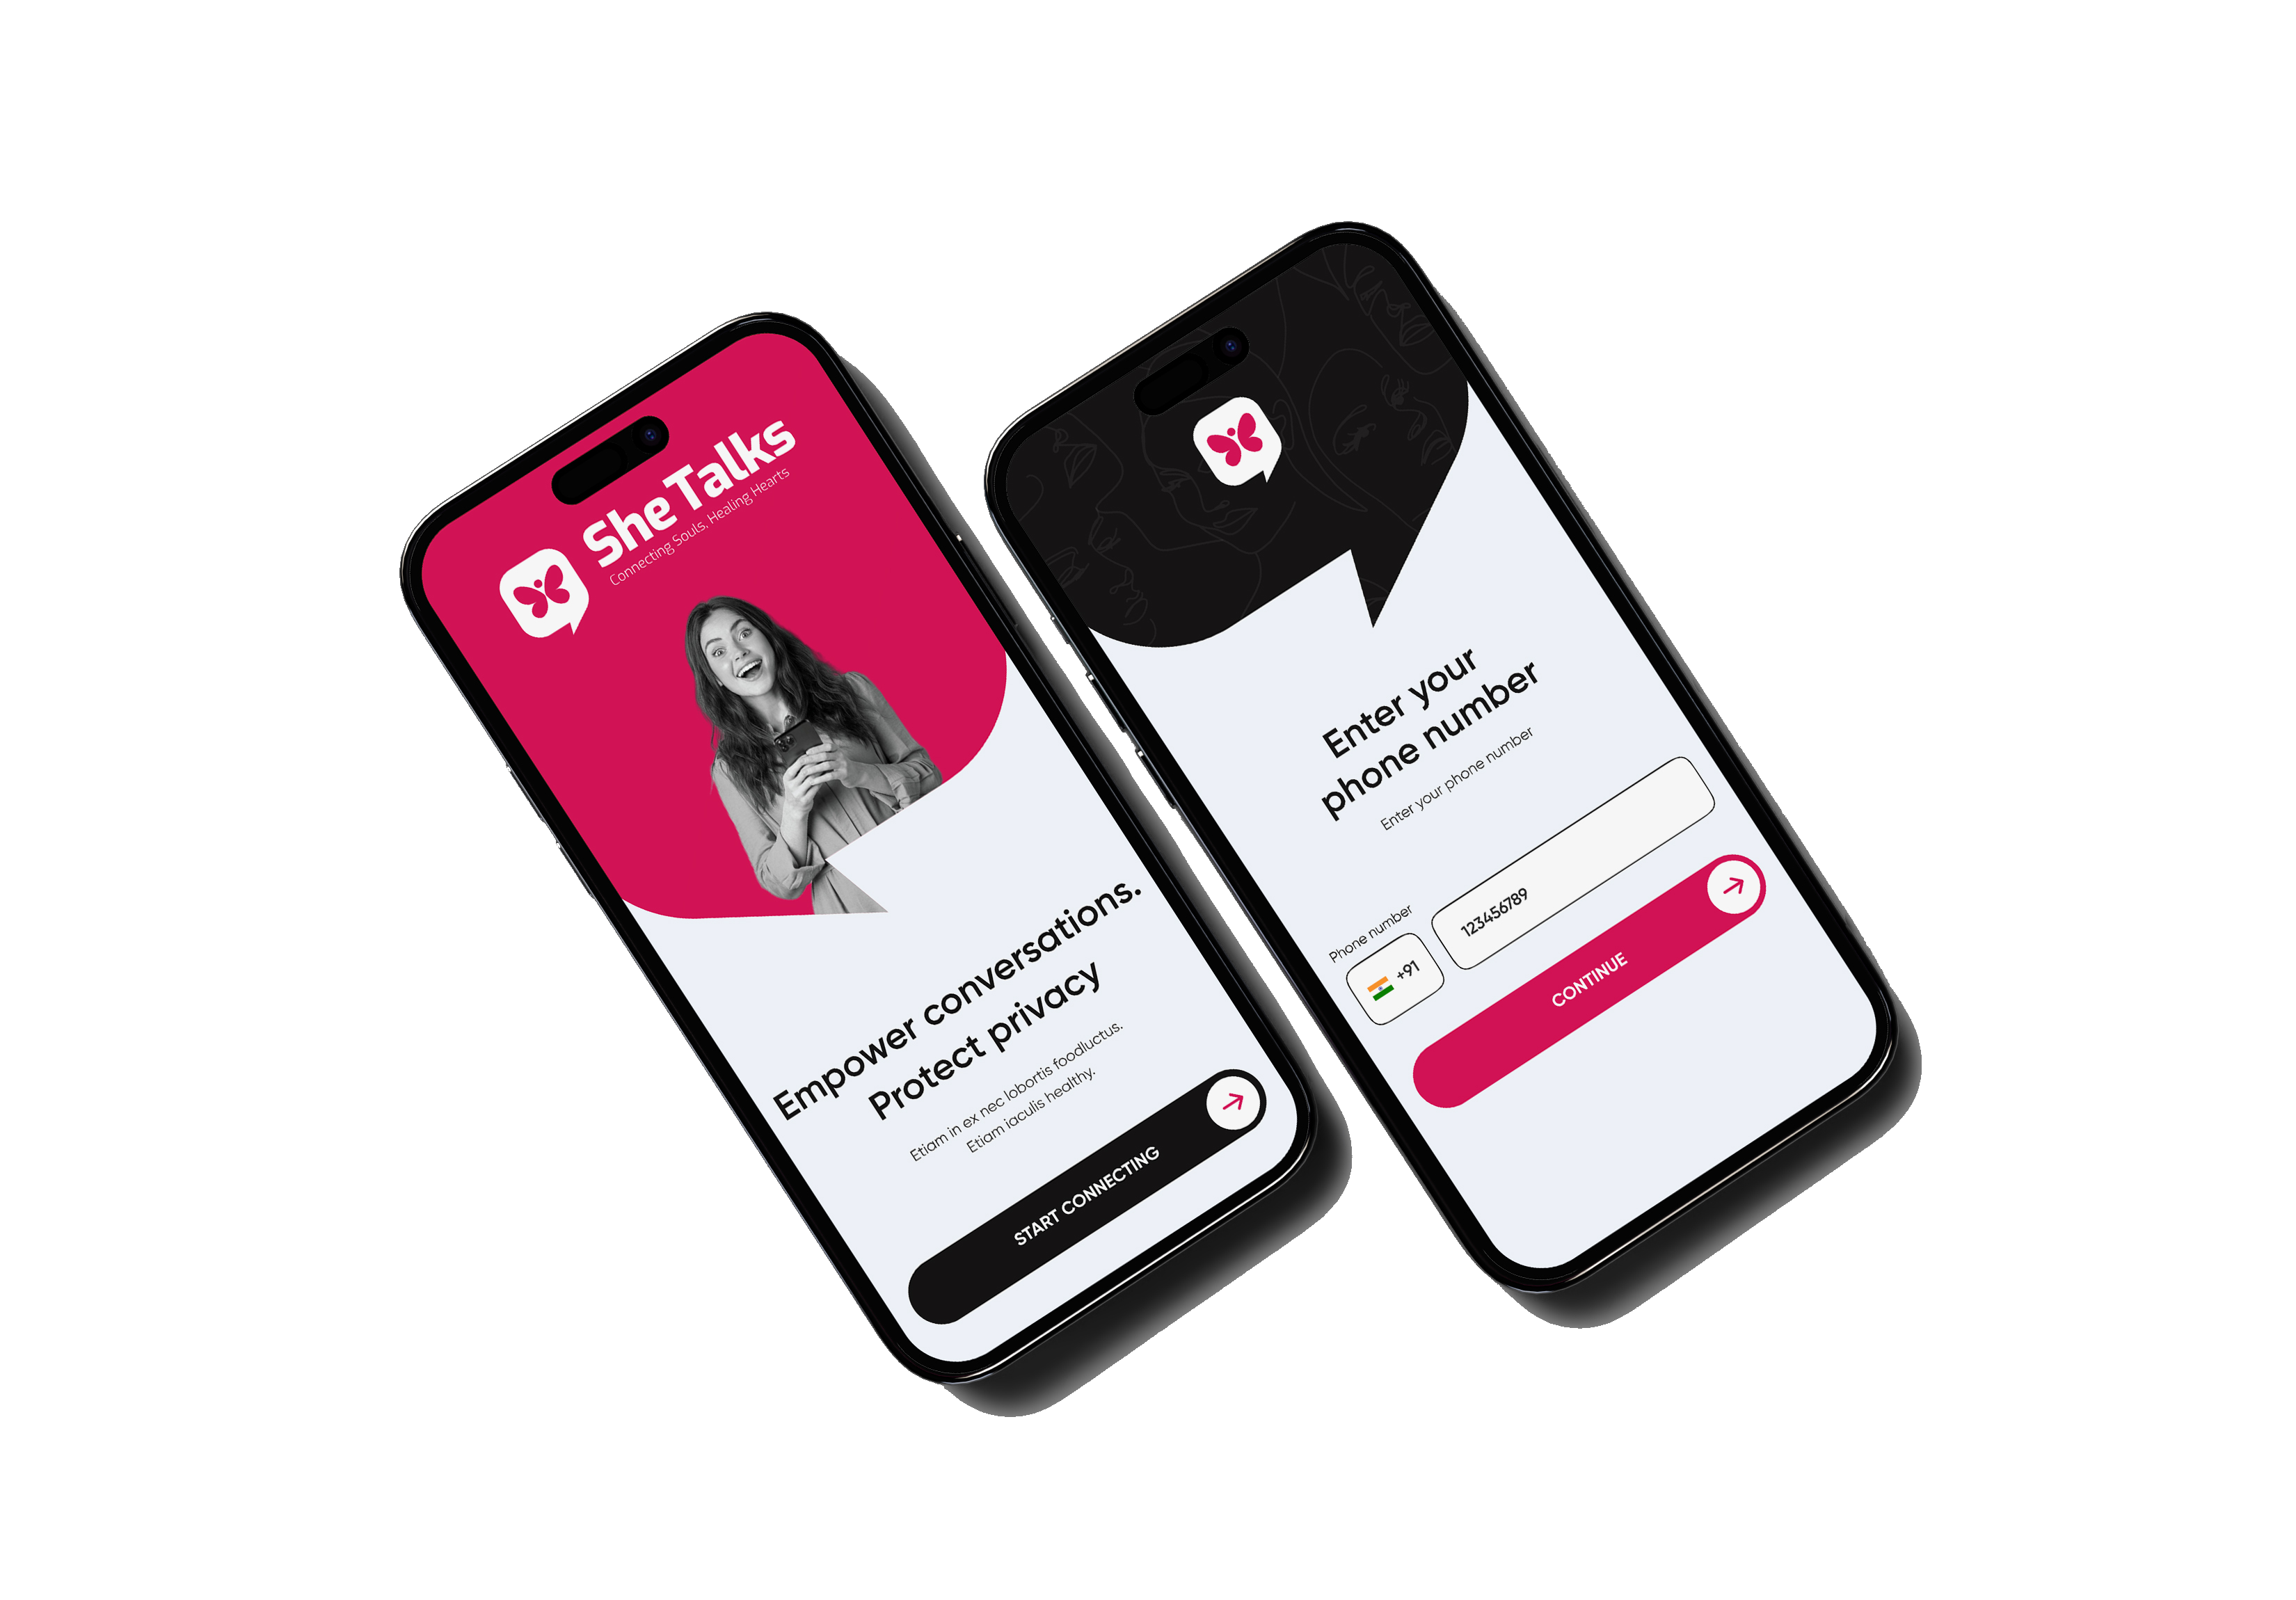 She Talks
Connecting Souls, Healing Hearts
Empower conversations.
Protect privacy
Etiam in ex nec lobortis foodluctus.
Etiam iaculis healthy.
START CONNECTING
Enter your
phone number
Enter your phone number
Phone number
+91
123456789
CONTINUE